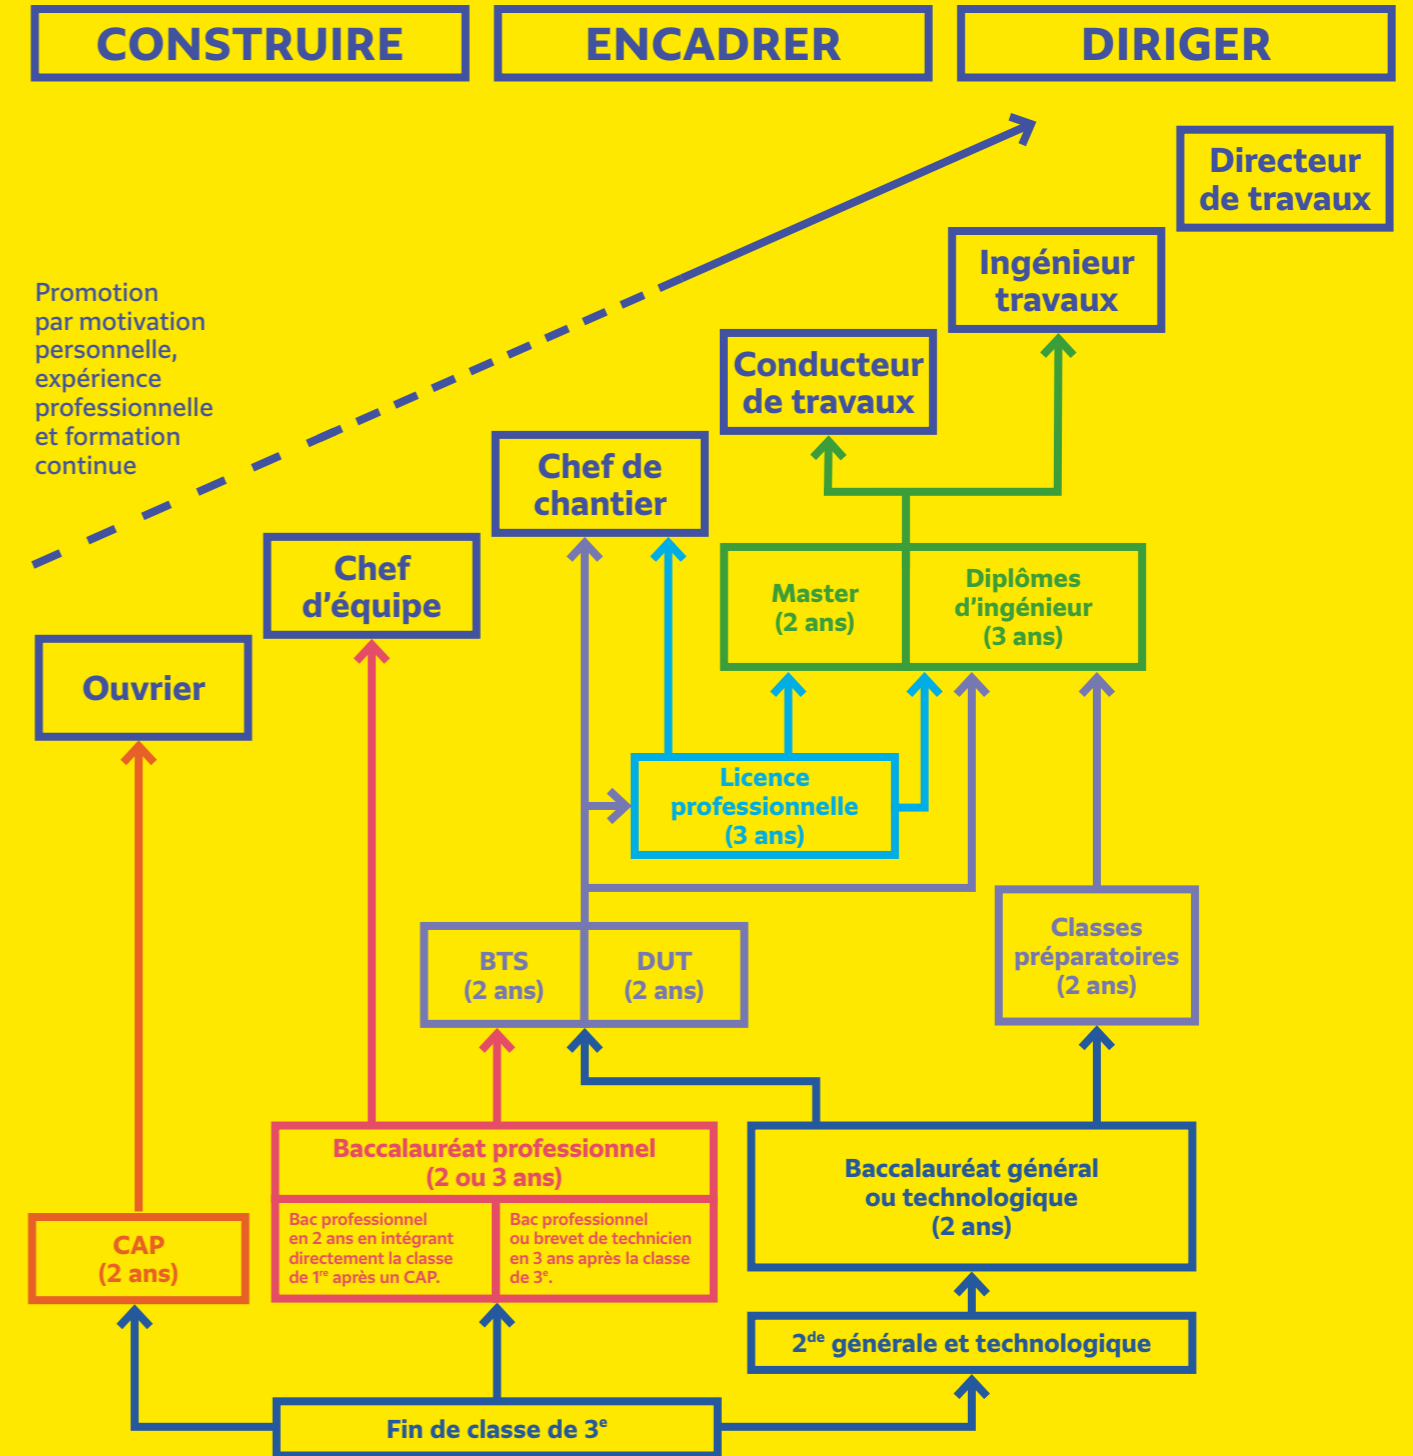 CONSTRUIRE
ENCADRER
DIRIGER
Directeur
de travaux
Ingénieur
travaux
Promotion
par motivation
personnelle,
expérience
professionnelle
et formation
continue
Conducteur
de travaux
Chef de
chantier
Chef
d'équipe
Ouvrier
Master
(2 ans)
Diplômes
d'ingénieur
(3 ans)
Licence
professionnelle
(3 ans)
BTS
(2 ans)
DUT
(2 ans)
Classes
préparatoires
(2 ans)
Baccalauréat professionnel
(2 ou 3 ans)
Bac professionnel
en 2 ans en intégrant
directement la classe
de 1re après un CAP.
Bac professionnel
ou brevet de technicien
en 3 ans après la classe
de 3e.
Baccalauréat général
ou technologique
(2 ans)
CAP
(2 ans)
2de générale et technologique
Fin de classe de 3e